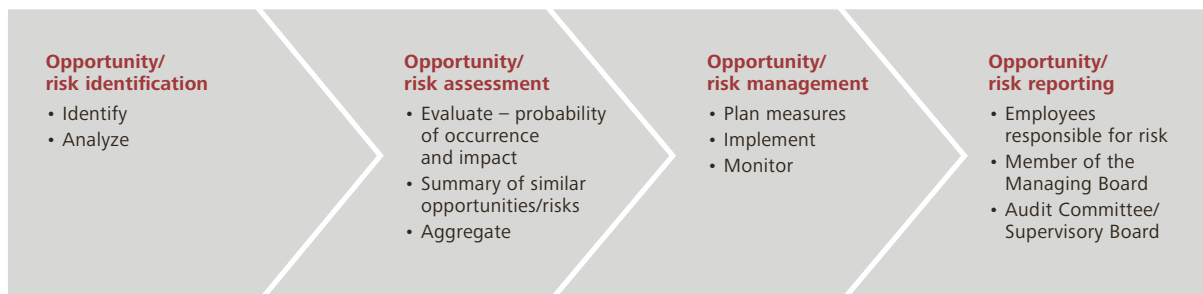 Opportunity/
risk identification
• Identify
• Analyze
Opportunity/
risk assessment
• Evaluate – probability
of occurrence
and impact
• Summary of similar
opportunities/risks
• Aggregate
Opportunity/
risk management
• Plan measures
• Implement
• Monitor
Opportunity/
risk reporting
• Employees
responsible for risk
• Member of the
Managing Board
• Audit Committee/
Supervisory Board